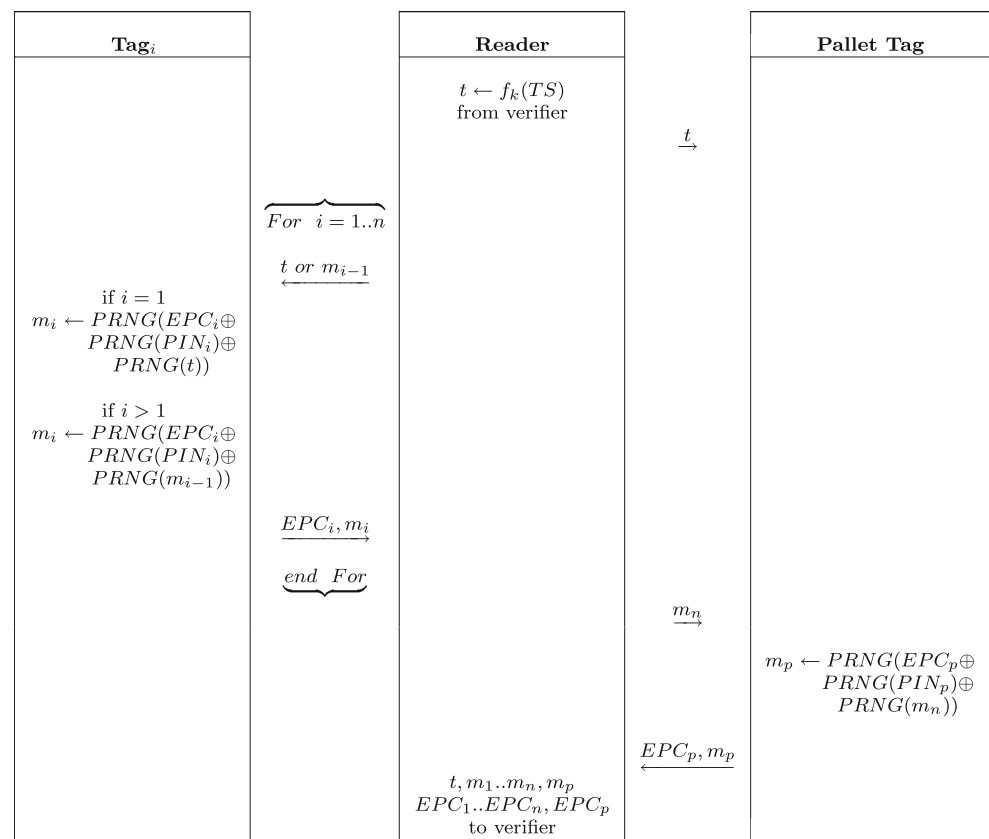 Tag_i
Reader
Pallet Tag
t ← f_k(TS)
from verifier
t
For i = 1..n
t or m_{i−1}
if i = 1
m_i ← PRNG(EPC_i⊕
PRNG(PIN_i)⊕
PRNG(t))
if i > 1
m_i ← PRNG(EPC_i⊕
PRNG(PIN_i)⊕
PRNG(m_{i−1}))
EPC_i, m_i
end For
m_n
m_p ← PRNG(EPC_p⊕
PRNG(PIN_p)⊕
PRNG(m_n))
EPC_p, m_p
t, m_1..m_n, m_p
EPC_1..EPC_n, EPC_p
to verifier